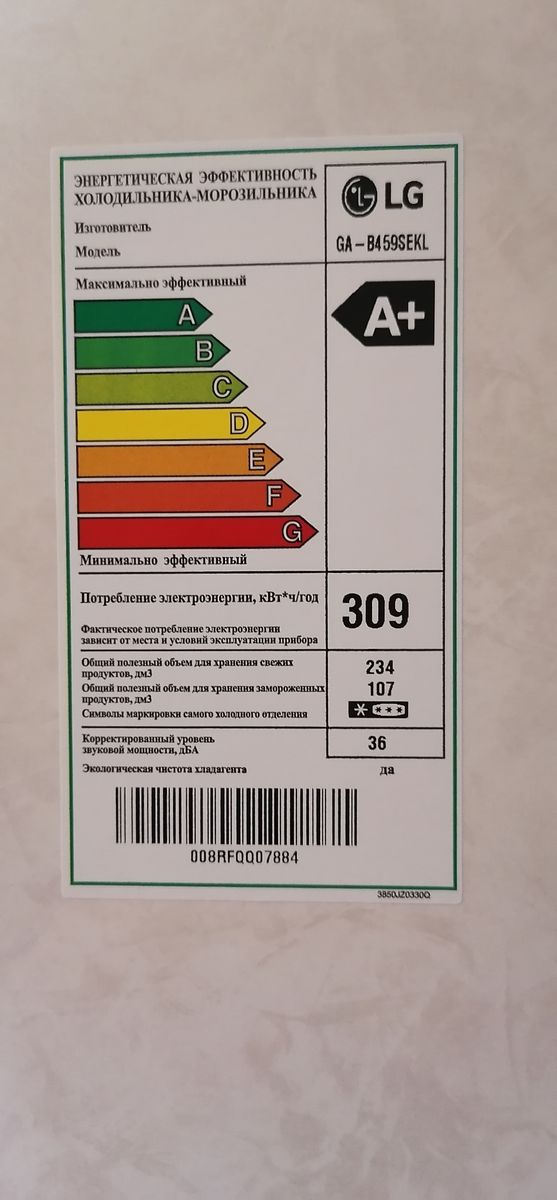 ЭНЕРГЕТИЧЕСКАЯ ЭФФЕКТИВНОСТЬ
ХОЛОДИЛЬНИКА-МОРОЗИЛЬНИКА
LG
Изготовитель
Модель
GA-B459SEKL
Максимально эффективный
A
A+
B
C
D
E
F
G
Минимально эффективный
Потребление электроэнергии, кВт*ч/год
309
Фактическое потребление электроэнергии
зависит от места и условий эксплуатации прибора
Общий полезный объем для хранения свежих
продуктов, дм3
234
Общий полезный объем для хранения замороженных
продуктов, дм3
107
Символы маркировки самого холодного отделения
Корректированный уровень
звуковой мощности, дБА
36
Экологическая чистота хладагента
да
008RFQQ07884
3850JZ0330Q